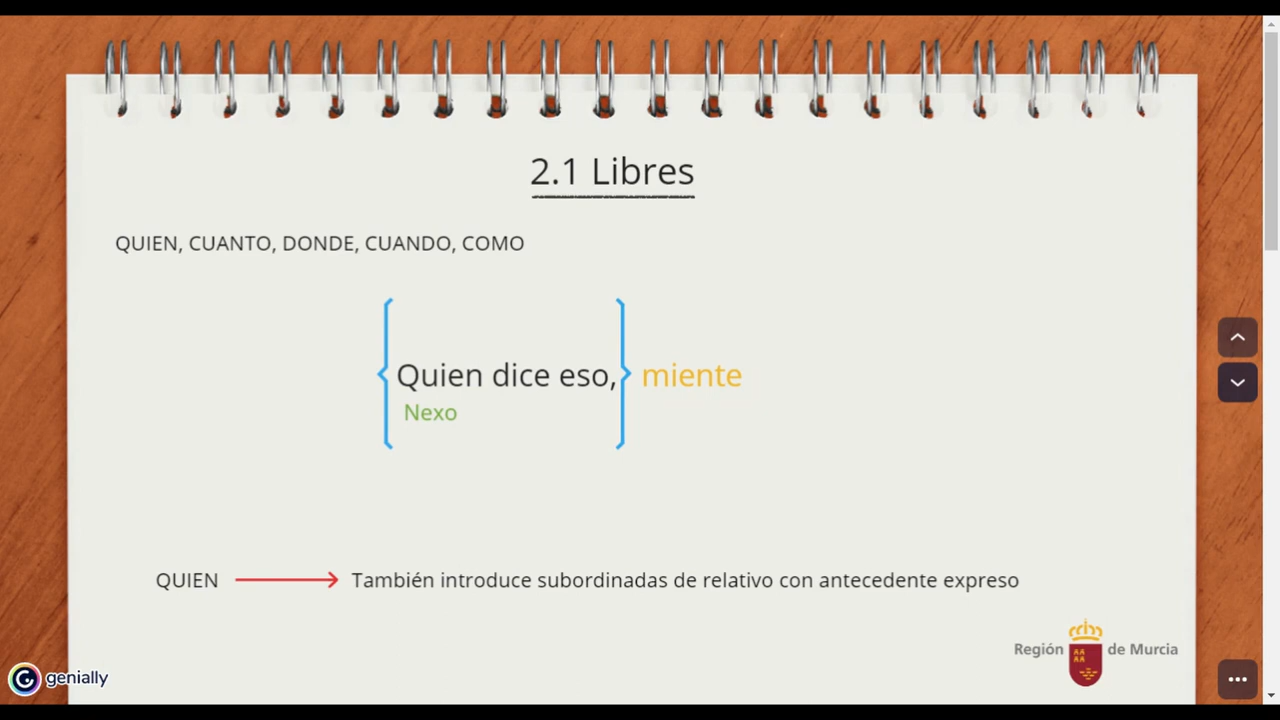 2.1 Libres
QUIEN, CUANTO, DONDE, CUANDO, COMO
Quien dice eso, miente
Nexo
QUIEN También introduce subordinadas de relativo con antecedente expreso
Región de Murcia
genially